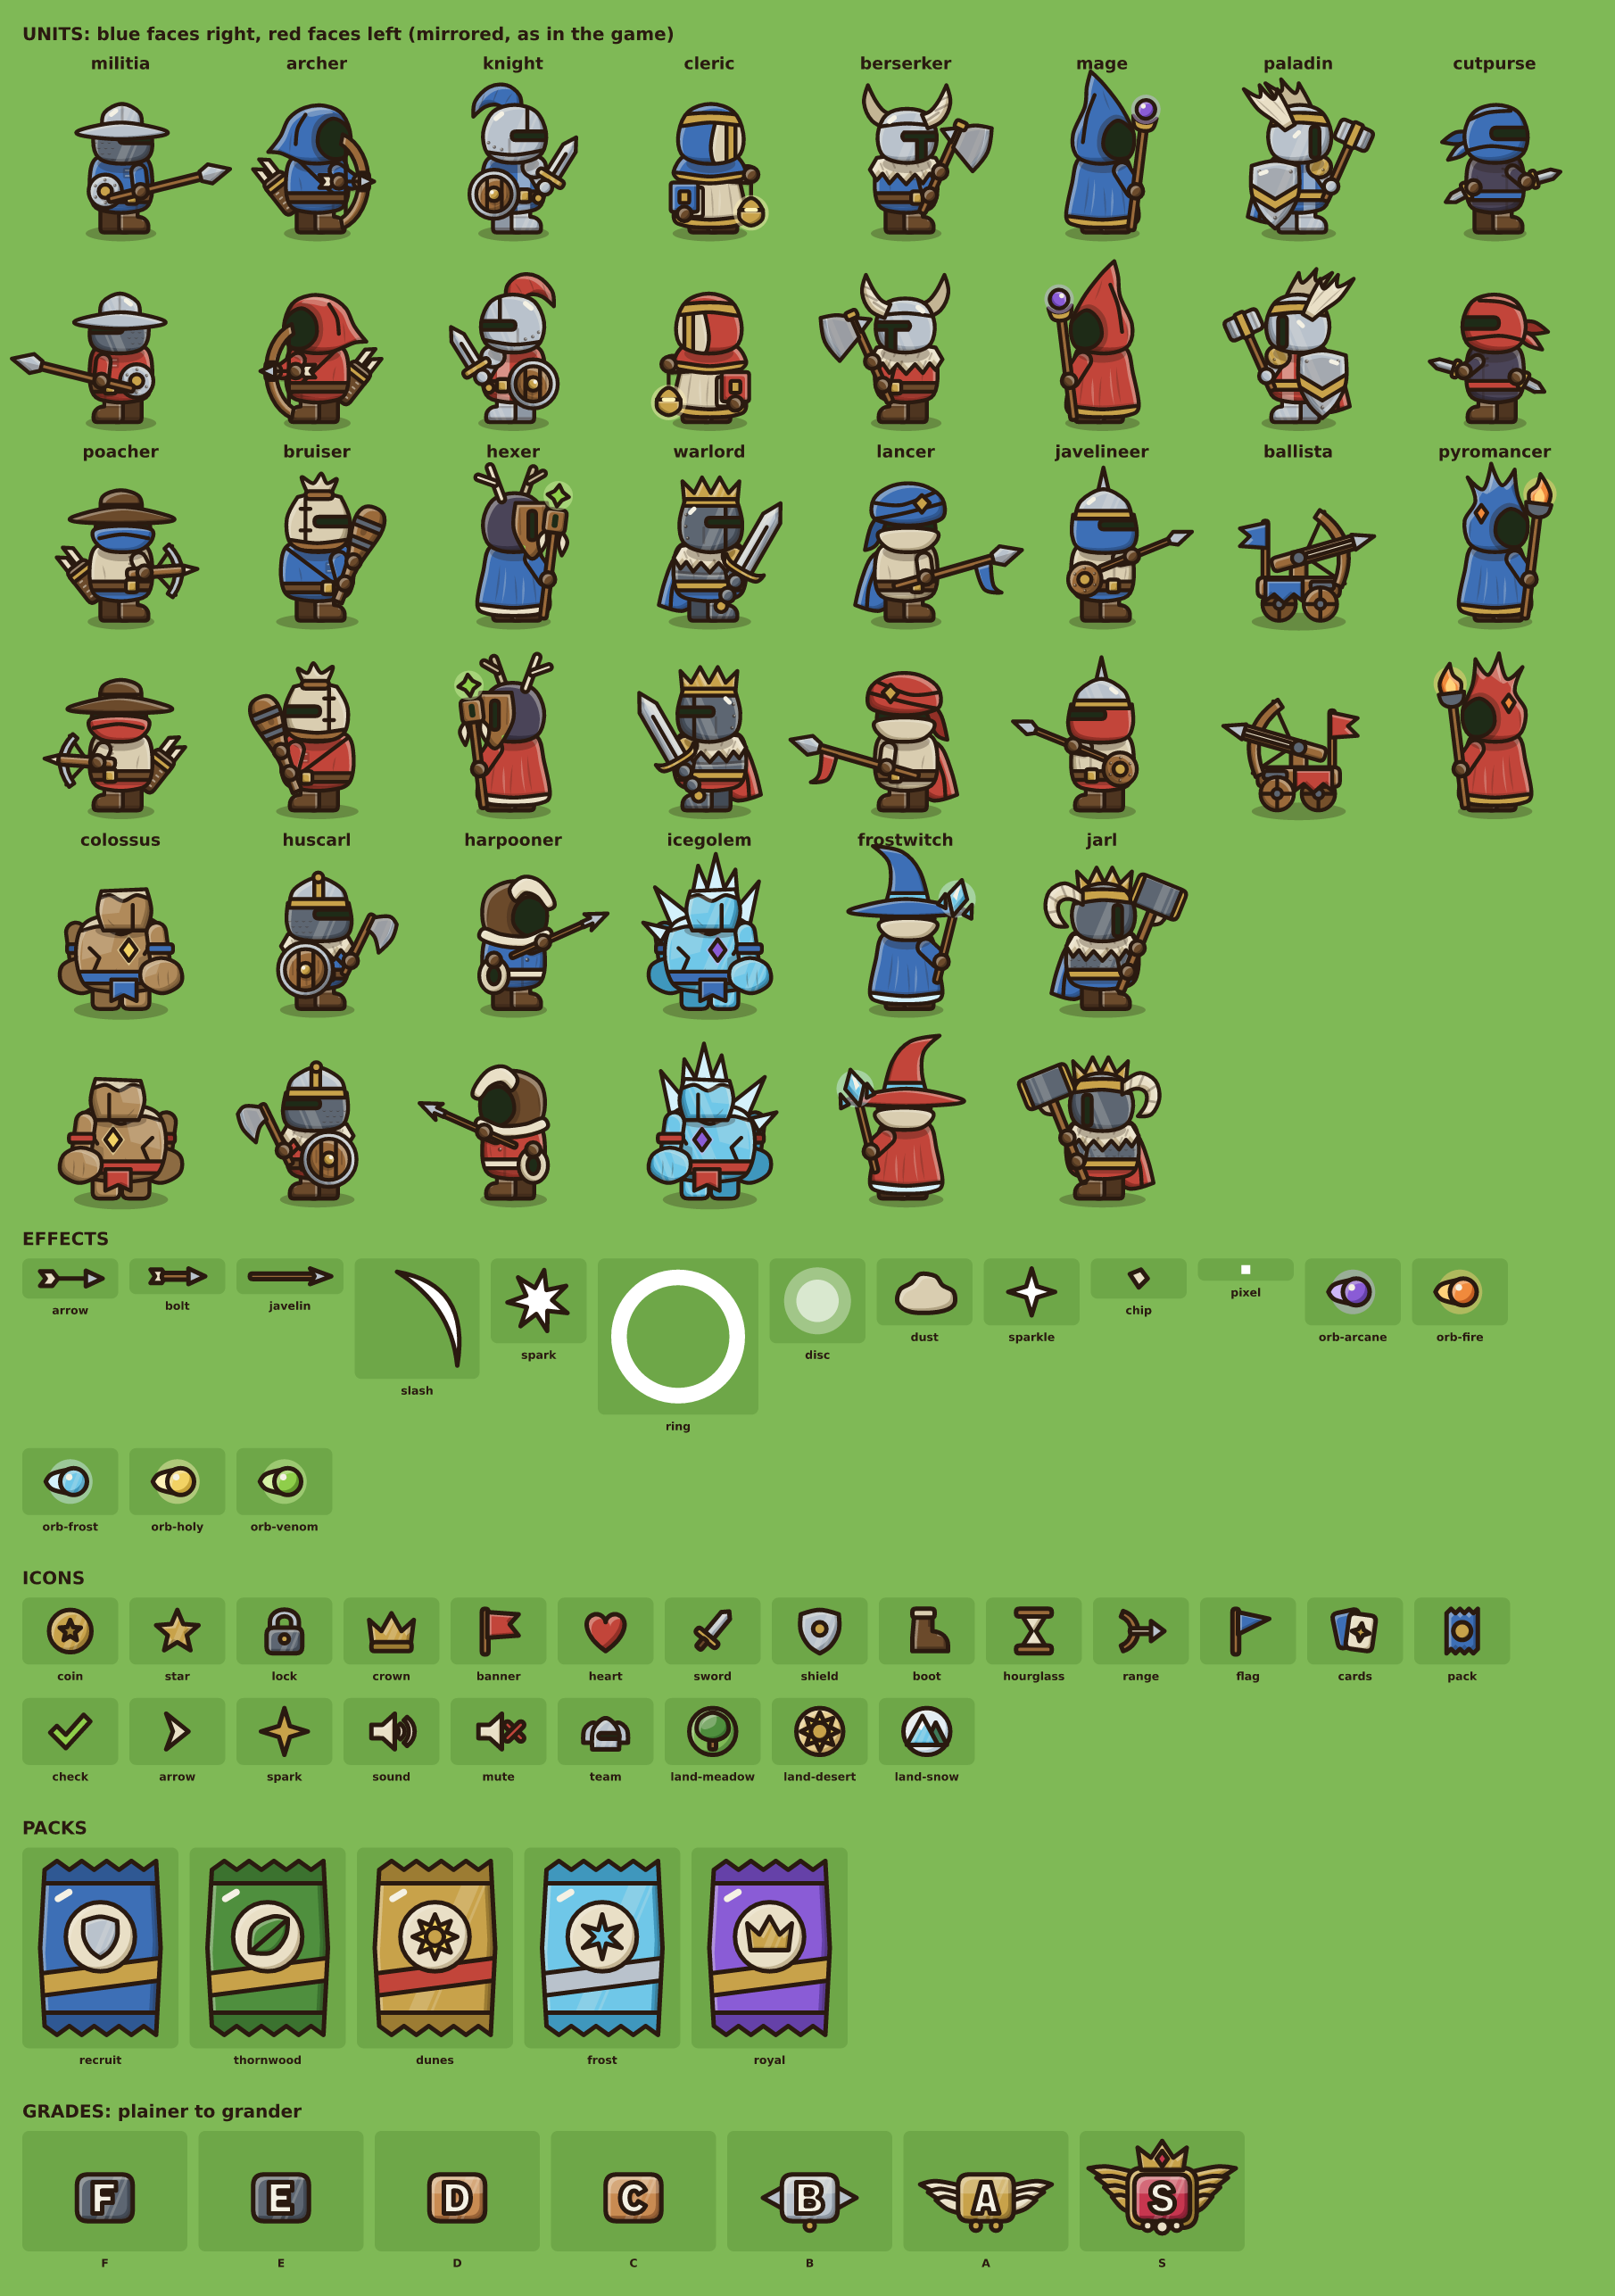 UNITS: blue faces right, red faces left (mirrored, as in the game)
militia archer knight cleric berserker mage paladin cutpurse
poacher bruiser hexer warlord lancer javelineer ballista pyromancer
colossus huscarl harpooner icegolem frostwitch jarl
EFFECTS
arrow bolt javelin slash spark ring disc dust sparkle chip pixel orb-arcane orb-fire
orb-frost orb-holy orb-venom
ICONS
coin star lock crown banner heart sword shield boot hourglass range flag cards pack
check arrow spark sound mute team land-meadow land-desert land-snow
PACKS
recruit thornwood dunes frost royal
GRADES: plainer to grander
F E D C B A S
F E D C B A S